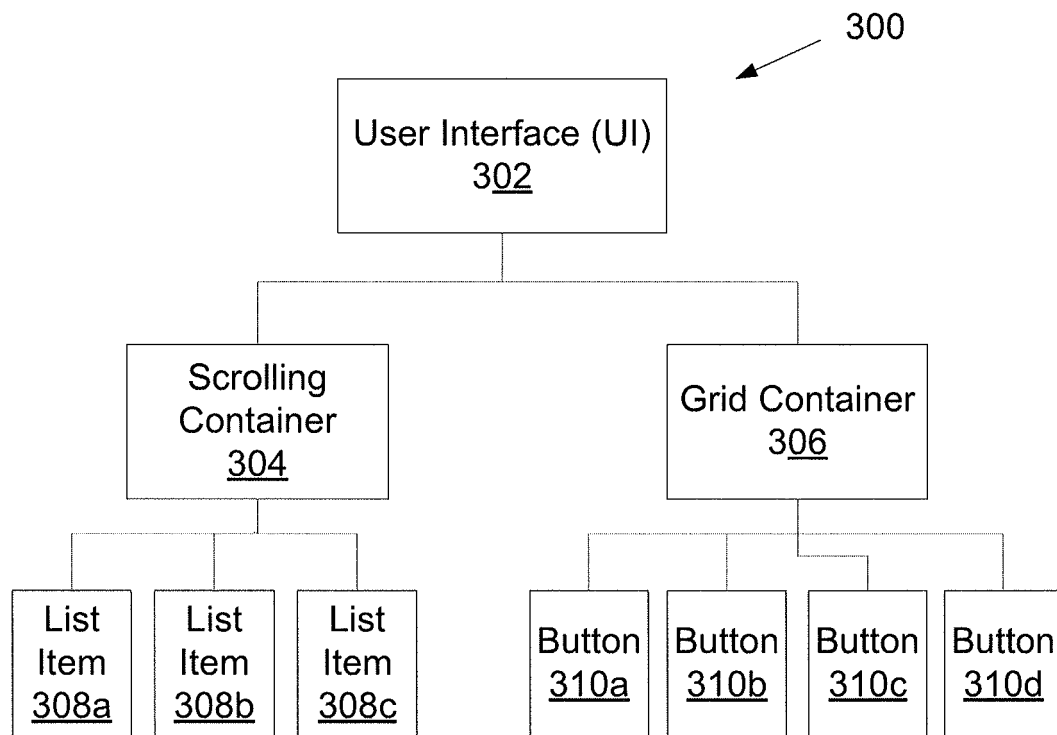 300
User Interface (UI)
302
Scrolling
Container
304
Grid Container
306
List
Item
308a
List
Item
308b
List
Item
308c
Button
310a
Button
310b
Button
310c
Button
310d